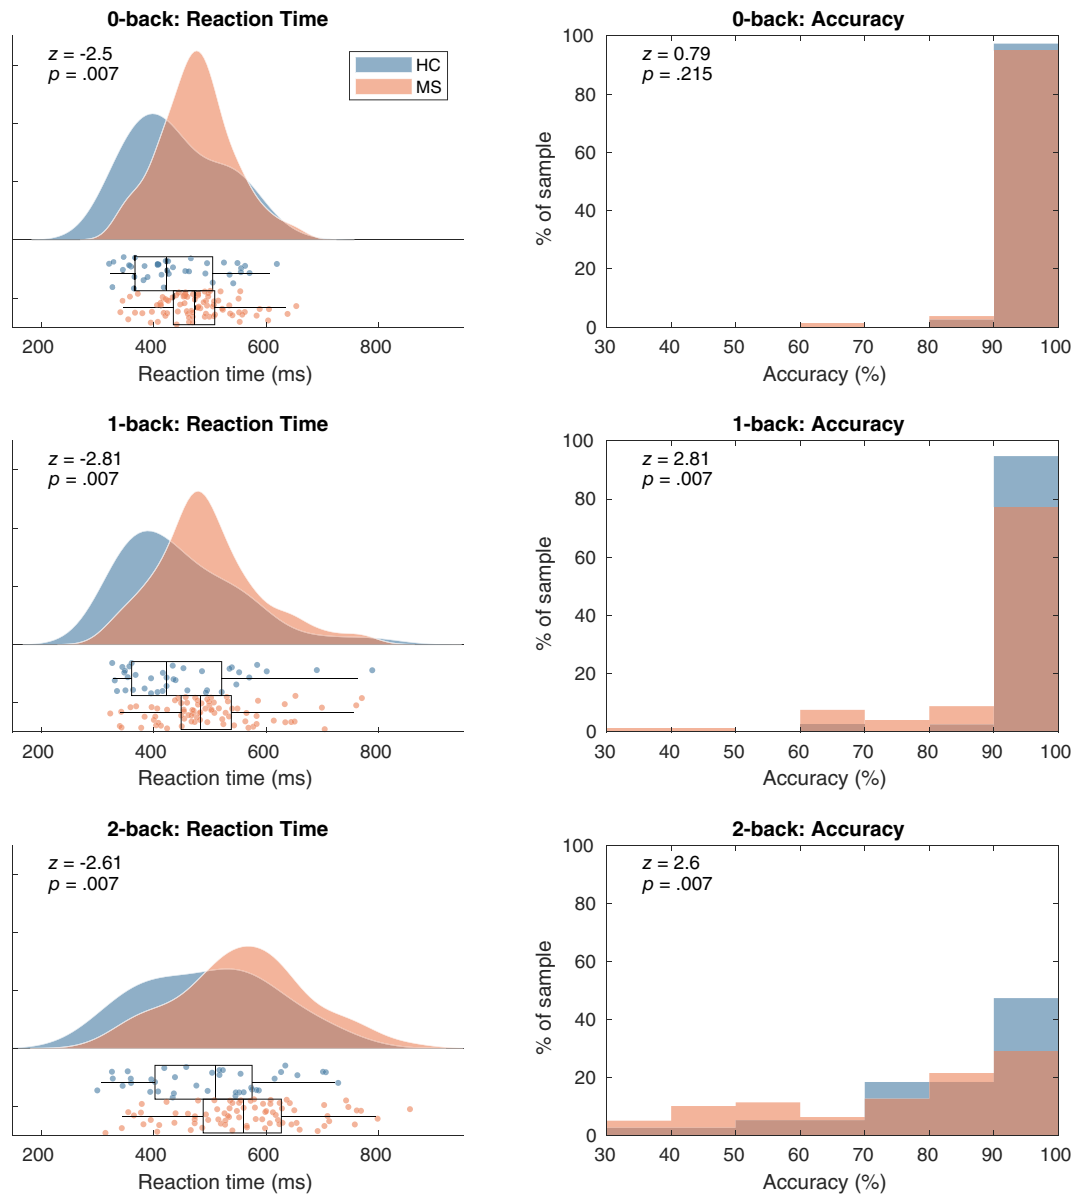 0-back: Reaction Time
z = -2.5
p = .007
HC
MS
200 400 600 800
Reaction time (ms)
0-back: Accuracy
z = 0.79
p = .215
100
80
60
40
20
0
% of sample
30 40 50 60 70 80 90 100
Accuracy (%)
1-back: Reaction Time
z = -2.81
p = .007
200 400 600 800
Reaction time (ms)
1-back: Accuracy
z = 2.81
p = .007
100
80
60
40
20
0
% of sample
30 40 50 60 70 80 90 100
Accuracy (%)
2-back: Reaction Time
z = -2.61
p = .007
200 400 600 800
Reaction time (ms)
2-back: Accuracy
z = 2.6
p = .007
100
80
60
40
20
0
% of sample
30 40 50 60 70 80 90 100
Accuracy (%)